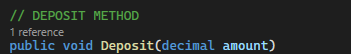 // DEPOSIT METHOD
1 reference
public void Deposit(decimal amount)